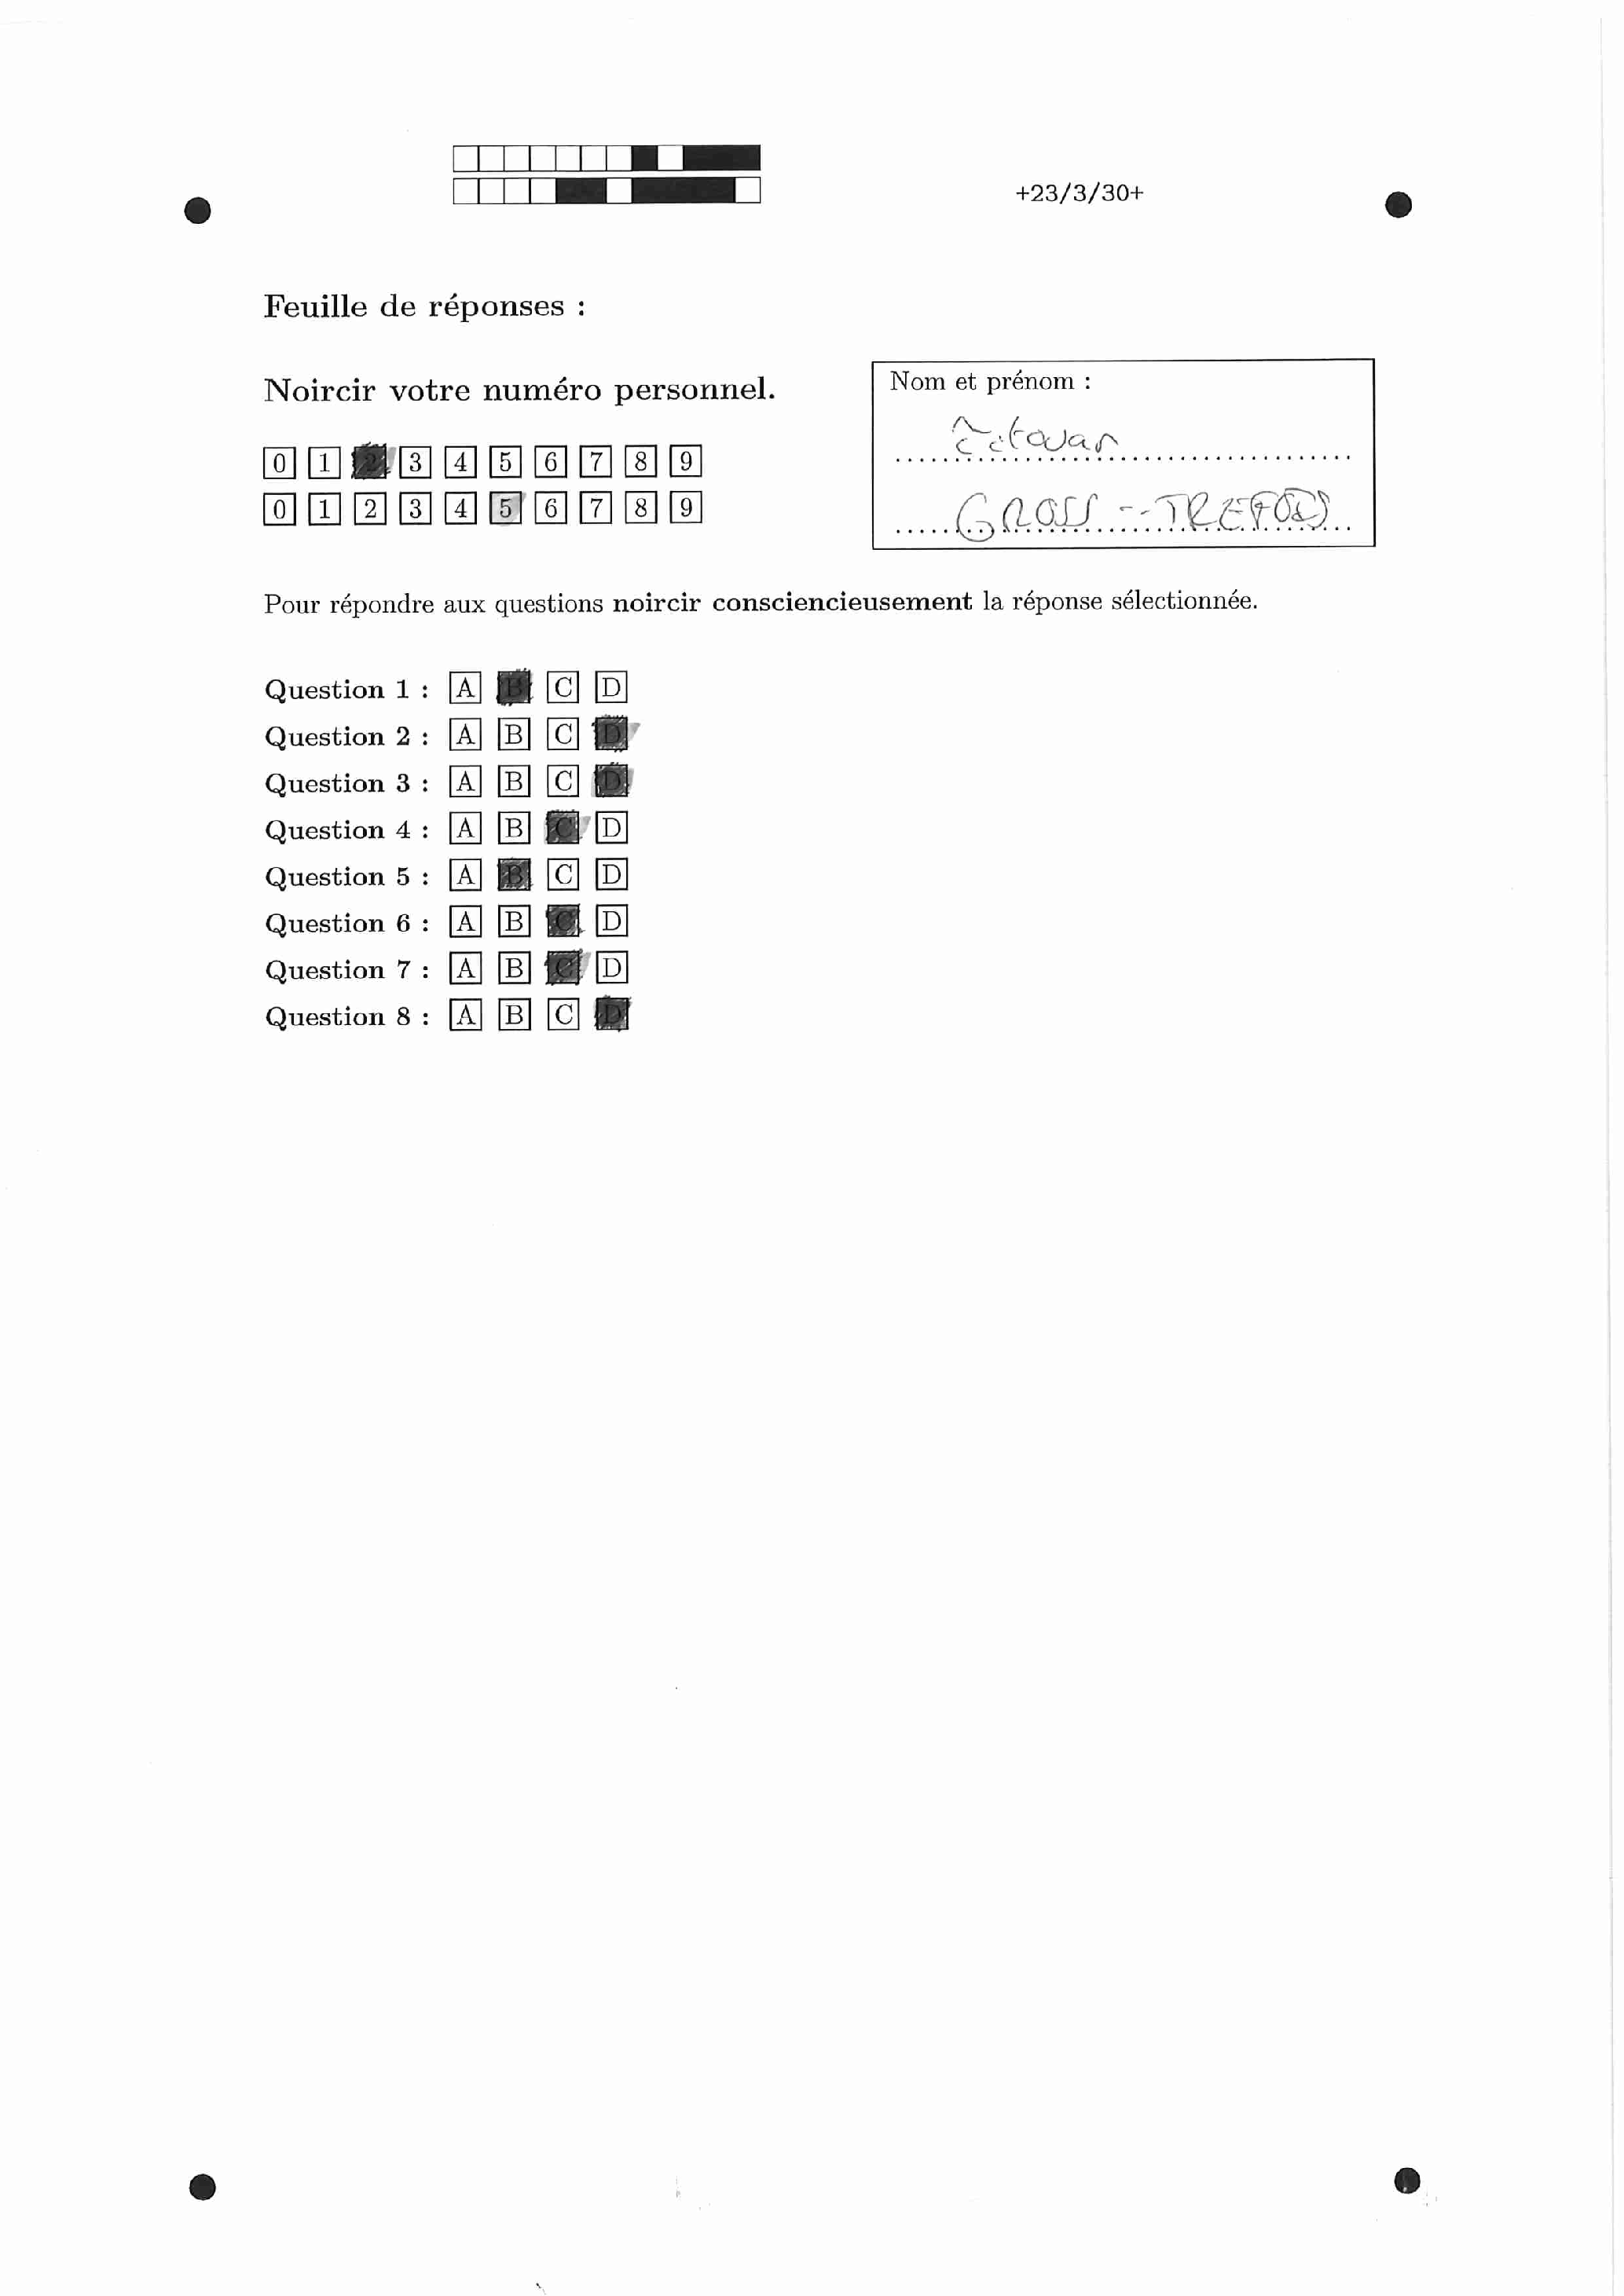 +23/3/30+
Feuille de réponses :
Noircir votre numéro personnel.
Nom et prénom :
0 1 2 3 4 5 6 7 8 9
0 1 2 3 4 5 6 7 8 9
GROSS--TREFOIS
Pour répondre aux questions noircir consciencieusement la réponse sélectionnée.
Question 1 : A B C D
Question 2 : A B C D
Question 3 : A B C D
Question 4 : A B C D
Question 5 : A B C D
Question 6 : A B C D
Question 7 : A B C D
Question 8 : A B C D